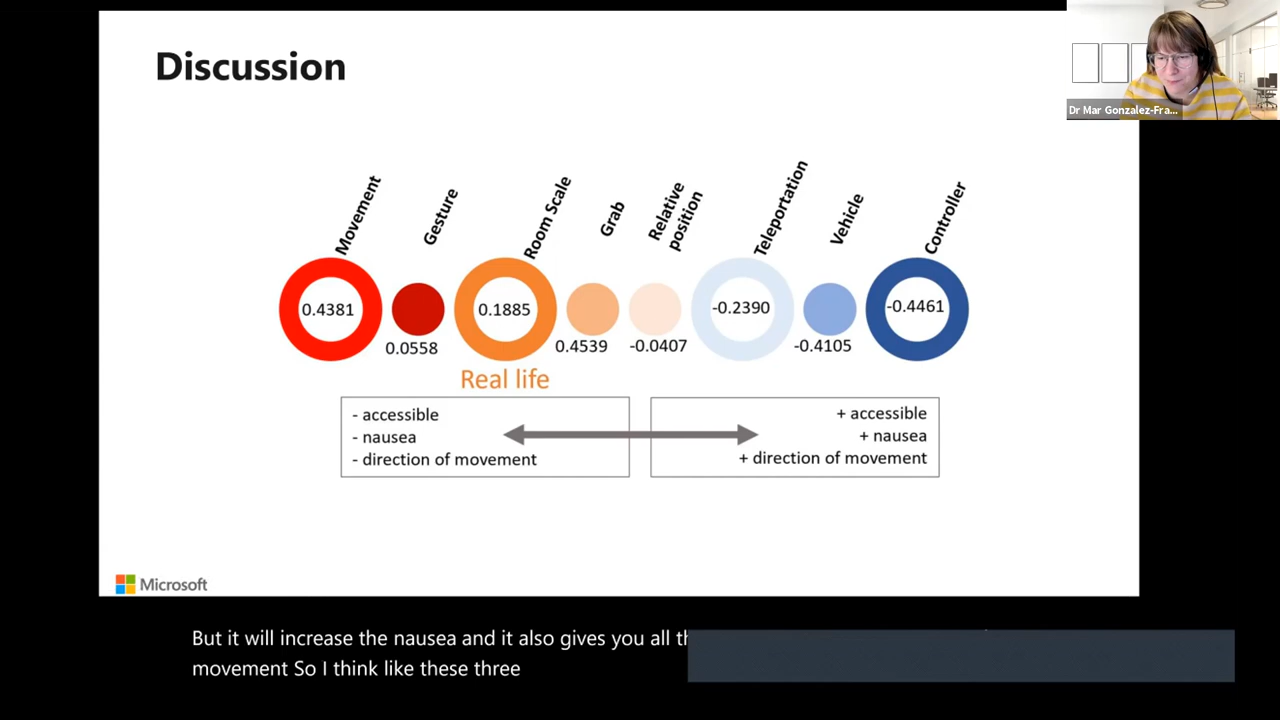 Discussion
Dr Mar Gonzalez-Fra...
Movement
Gesture
Room Scale
Grab
Relative
position
Teleportation
Vehicle
Controller
0.4381
0.0558
0.1885
0.4539
-0.0407
-0.2390
-0.4105
-0.4461
Real life
- accessible
- nausea
- direction of movement
+ accessible
+ nausea
+ direction of movement
Microsoft
But it will increase the nausea and it also gives you all
movement So I think like these three